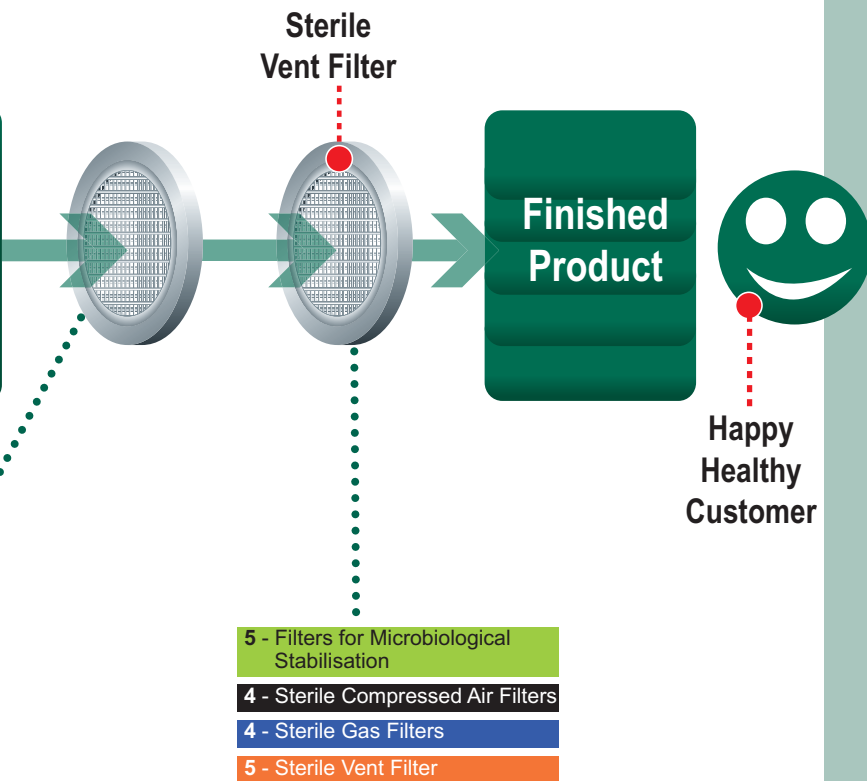 Sterile
Vent Filter
Finished
Product
Happy
Healthy
Customer
5 - Filters for Microbiological
Stabilisation
4 - Sterile Compressed Air Filters
4 - Sterile Gas Filters
5 - Sterile Vent Filter